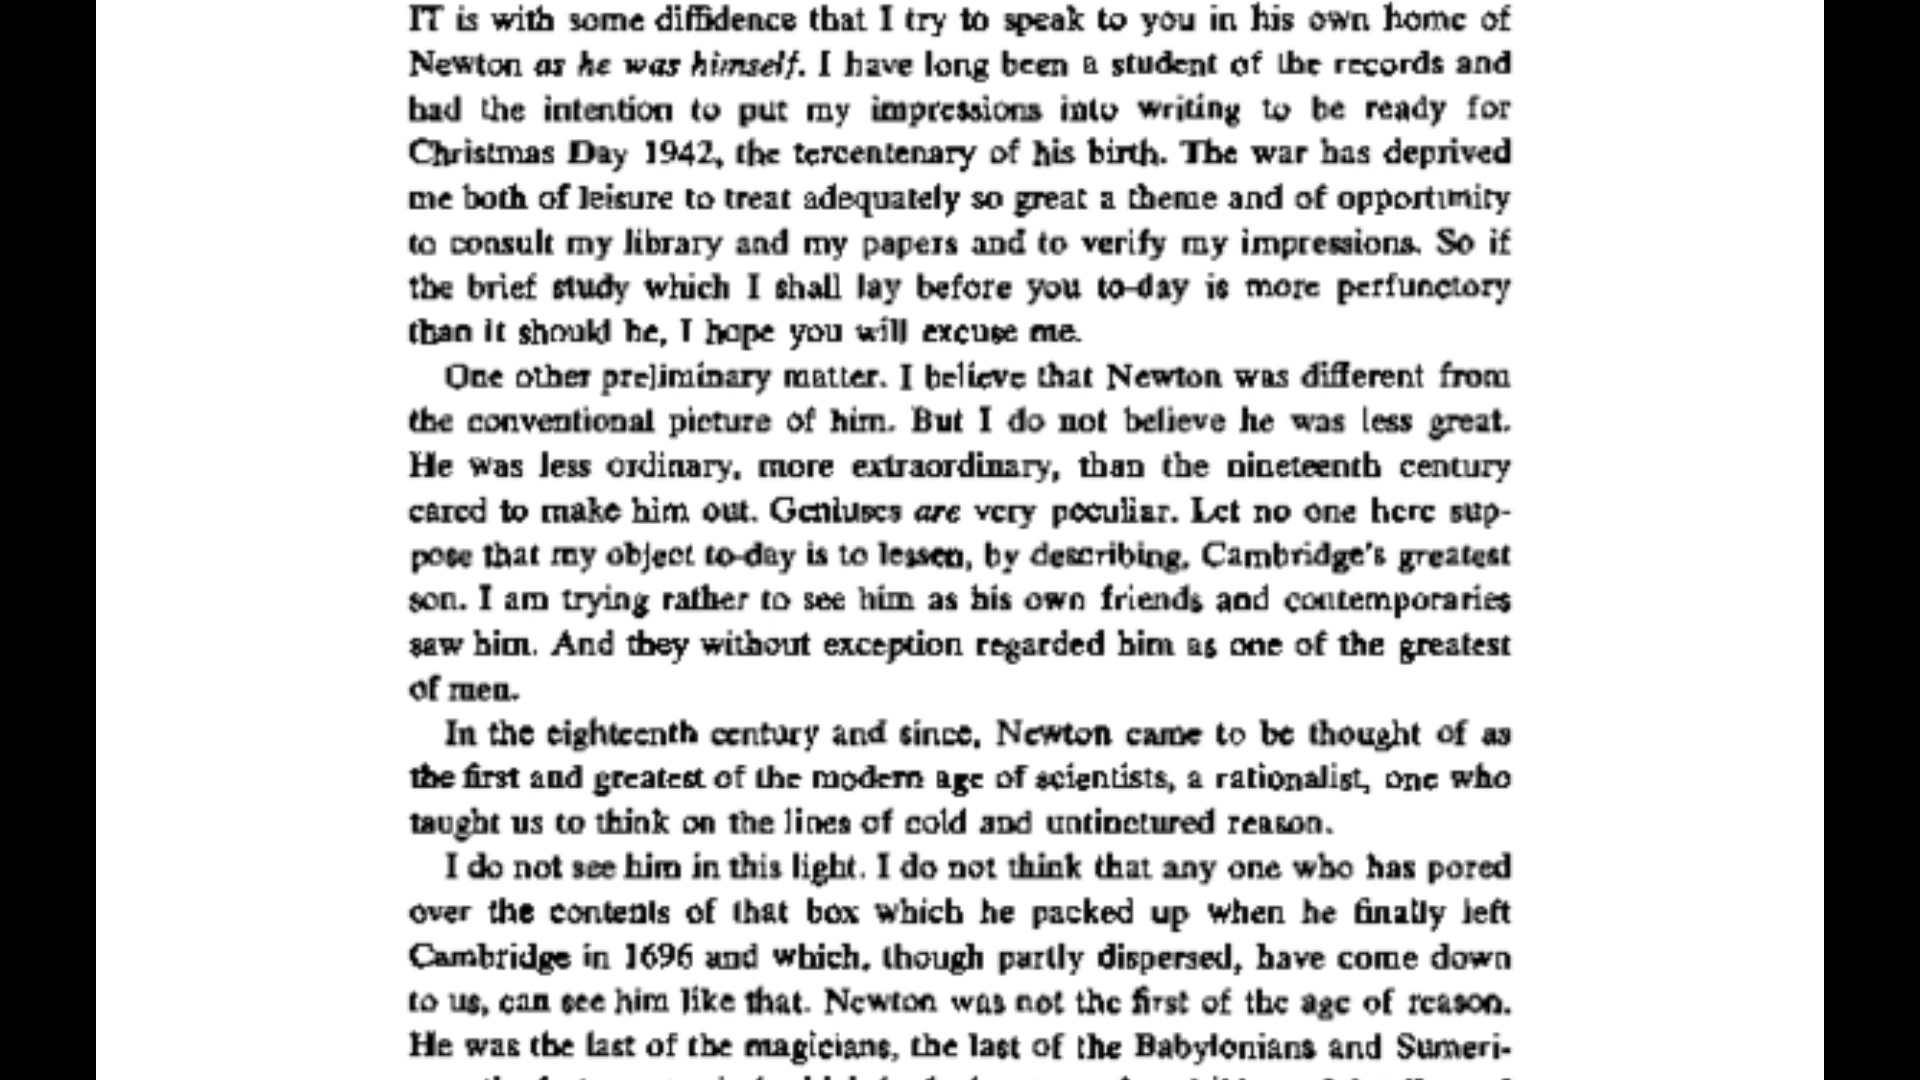 IT is with some diffidence that I try to speak to you in his own home of
Newton as he was himself. I have long been a student of the records and
had the intention to put my impressions into writing to be ready for
Christmas Day 1942, the tercentenary of his birth. The war has deprived
me both of leisure to treat adequately so great a theme and of opportunity
to consult my library and my papers and to verify my impressions. So if
the brief study which I shall lay before you to-day is more perfunctory
than it should be, I hope you will excuse me.
One other preliminary matter. I believe that Newton was different from
the conventional picture of him. But I do not believe he was less great.
He was less ordinary, more extraordinary, than the nineteenth century
cared to make him out. Geniuses are very peculiar. Let no one here sup-
pose that my object to-day is to lessen, by describing, Cambridge's greatest
son. I am trying rather to see him as his own friends and contemporaries
saw him. And they without exception regarded him as one of the greatest
of men.
In the eighteenth century and since, Newton came to be thought of as
the first and greatest of the modern age of scientists, a rationalist, one who
taught us to think on the lines of cold and untinctured reason.
I do not see him in this light. I do not think that any one who has pored
over the contents of that box which he packed up when he finally left
Cambridge in 1696 and which, though partly dispersed, have come down
to us, can see him like that. Newton was not the first of the age of reason.
He was the last of the magicians, the last of the Babylonians and Sumeri-